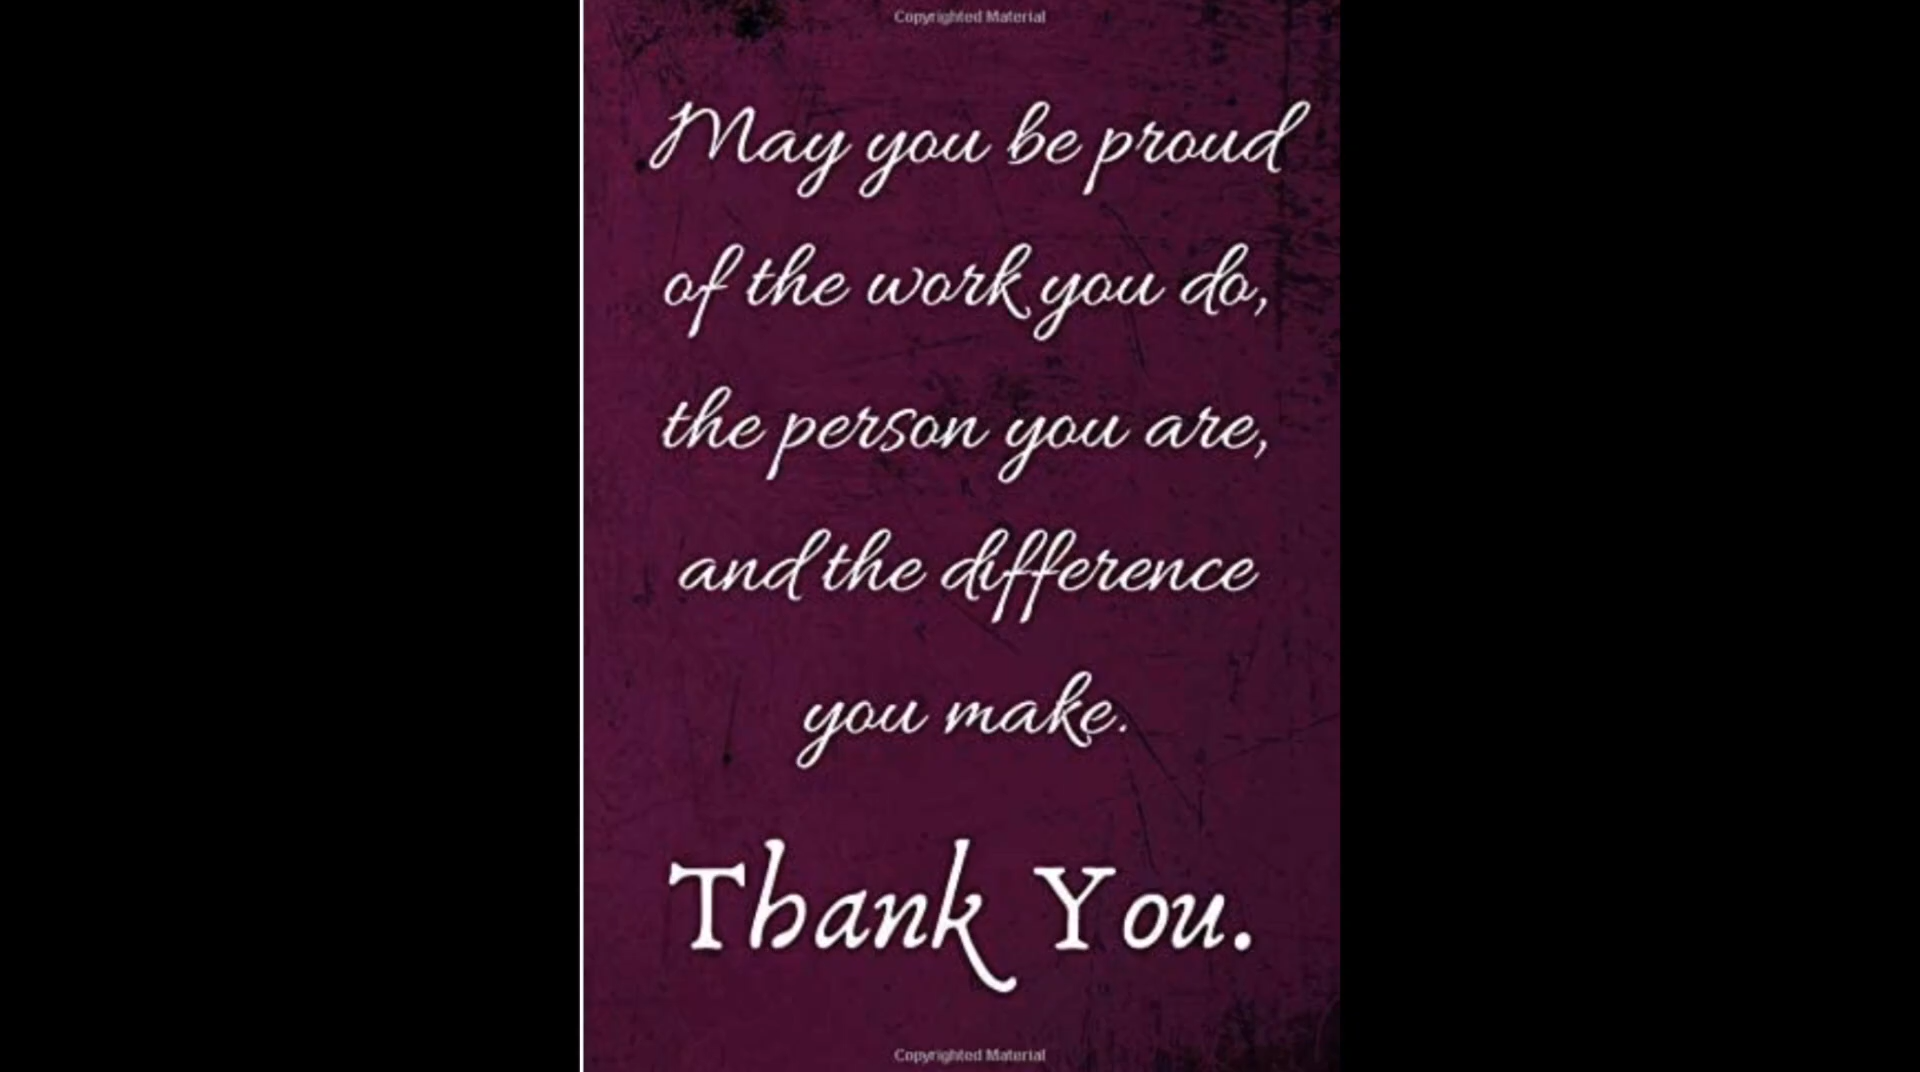 Copyrighted Material
May you be proud
of the work you do,
the person you are,
and the difference
you make.
Thank You.
Copyrighted Material